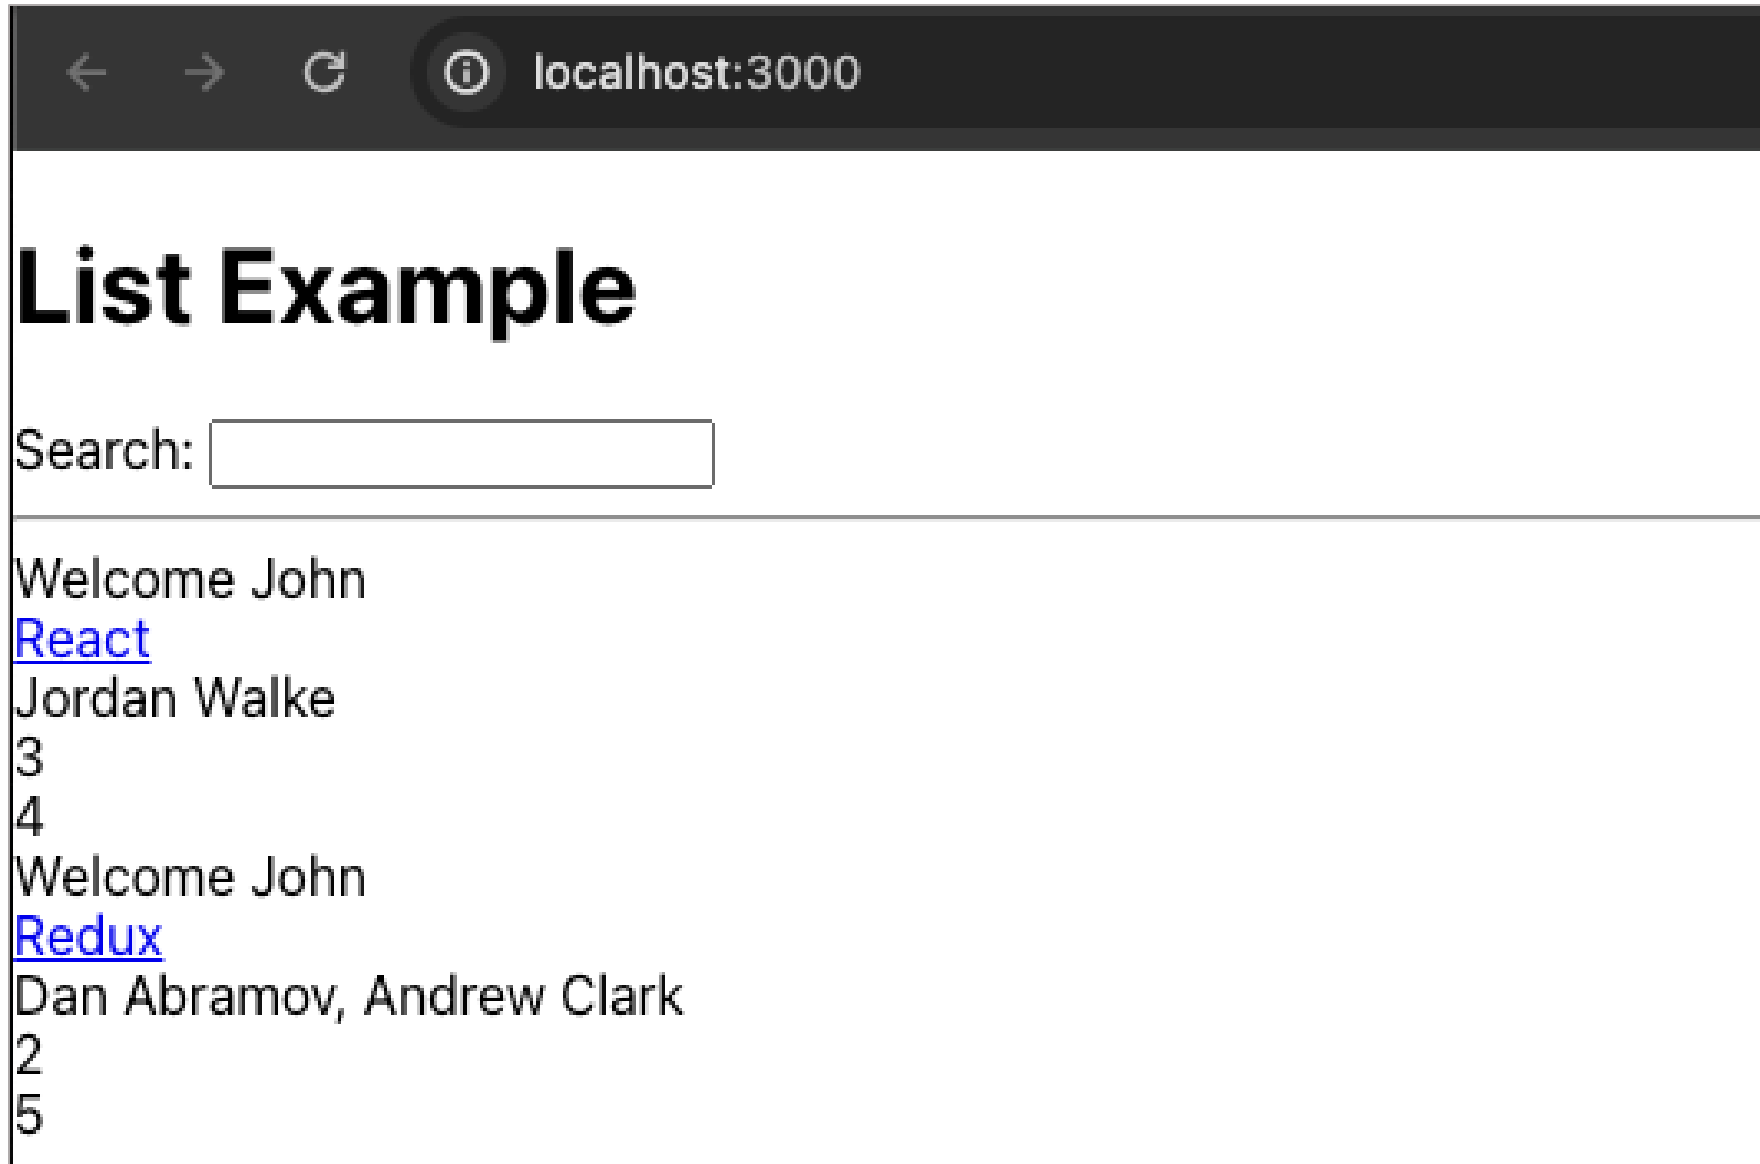 localhost:3000
List Example
Search:
Welcome John
React
Jordan Walke
3
4
Welcome John
Redux
Dan Abramov, Andrew Clark
2
5